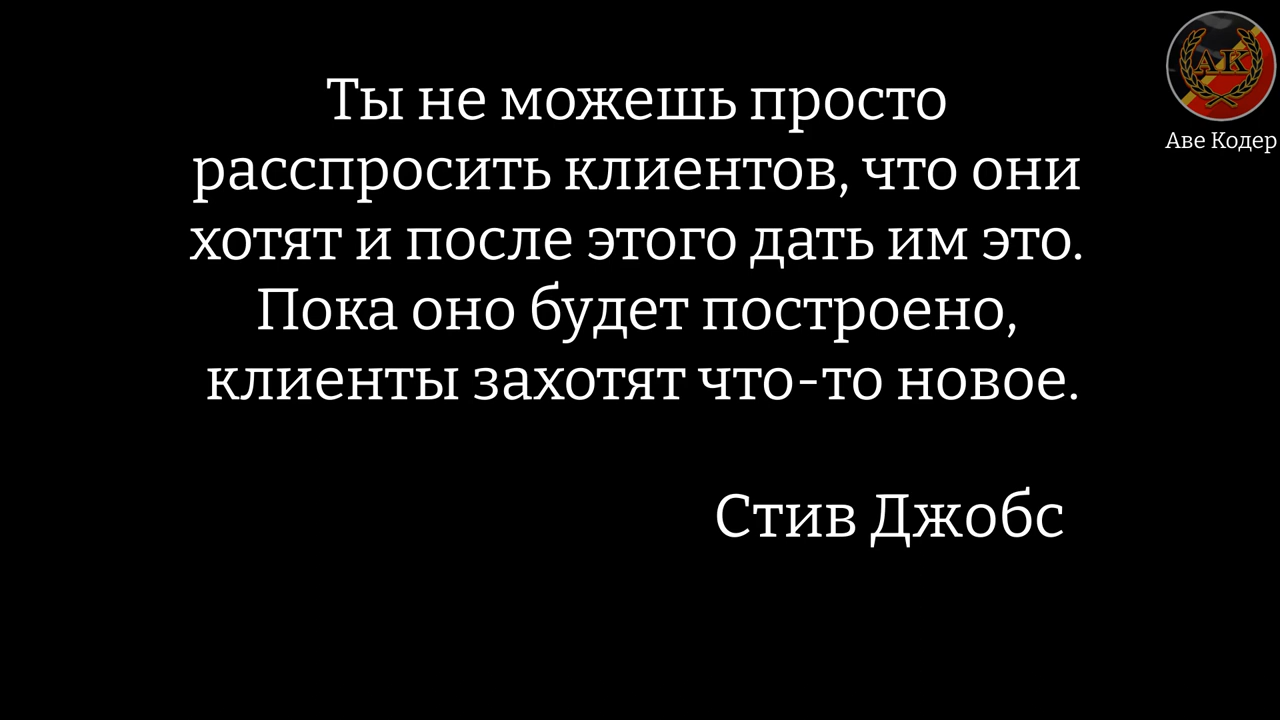 Ты не можешь просто
расспросить клиентов, что они
хотят и после этого дать им это.
Пока оно будет построено,
клиенты захотят что-то новое.
Стив Джобс
АК
Аве Кодер